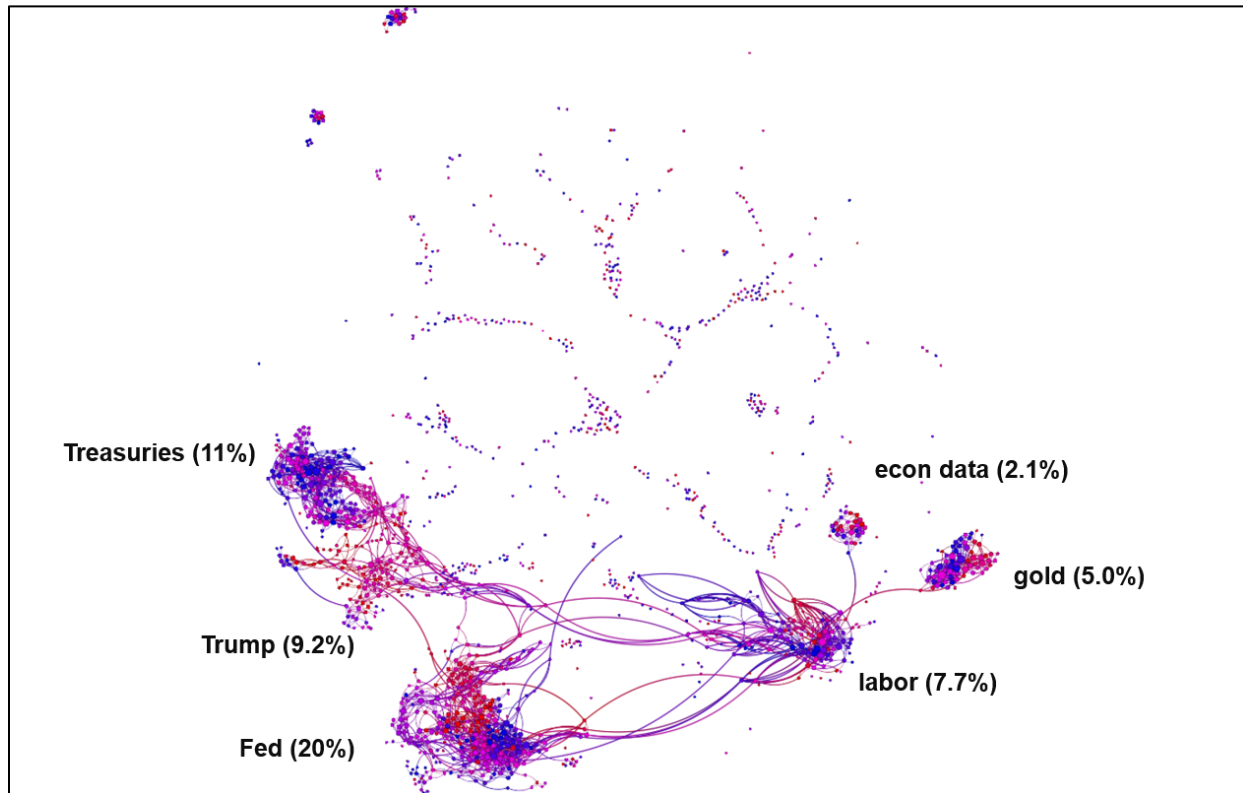 Treasuries (11%)
econ data (2.1%)
gold (5.0%)
Trump (9.2%)
labor (7.7%)
Fed (20%)